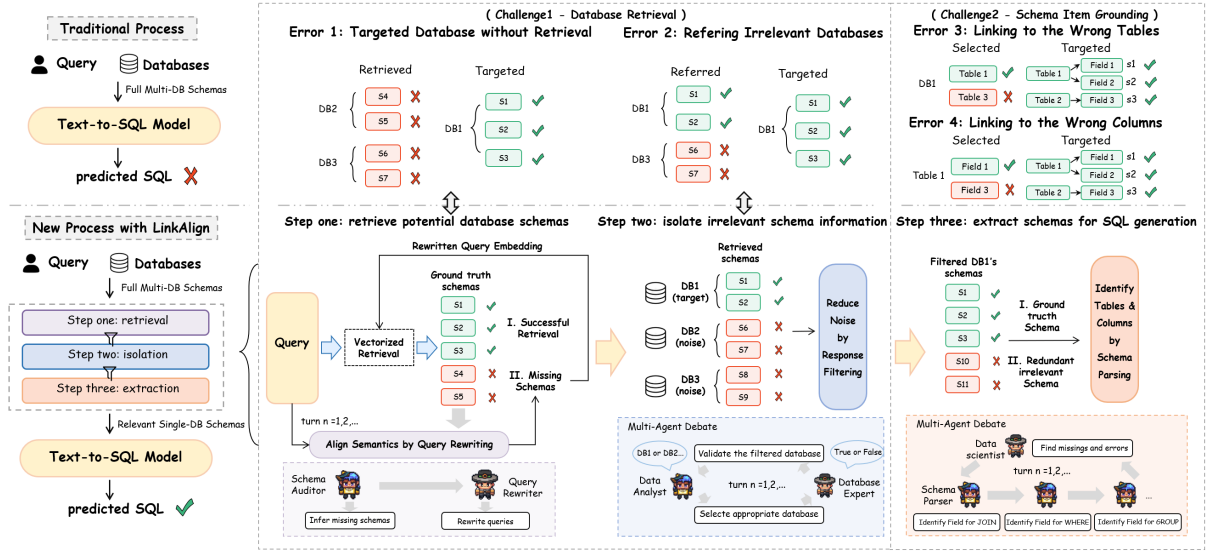 Traditional Process
Query
Databases
Full Multi-DB Schemas
Text-to-SQL Model
predicted SQL
New Process with LinkAlign
Query
Databases
Full Multi-DB Schemas
Step one: retrieval
Step two: isolation
Step three: extraction
Relevant Single-DB Schemas
Text-to-SQL Model
predicted SQL
( Challenge1 - Database Retrieval )
Error 1: Targeted Database without Retrieval
Retrieved
Targeted
DB2
S4
S5
DB3
S6
S7
DB1
S1
S2
S3
Error 2: Refering Irrelevant Databases
Referred
Targeted
DB1
S1
S2
DB3
S6
S7
DB1
S1
S2
S3
( Challenge2 - Schema Item Grounding )
Error 3: Linking to the Wrong Tables
Selected
Targeted
DB1
Table 1
Table 3
Table 1
Field 1
s1
Field 2
s2
Table 2
Field 3
s3
Error 4: Linking to the Wrong Columns
Selected
Targeted
Table 1
Field 1
Field 3
Table 1
Field 1
s1
Field 2
s2
Table 2
Field 3
s3
Step one: retrieve potential database schemas
Rewritten Query Embedding
Query
Vectorized
Retrieval
Ground truth
schemas
S1
S2
S3
S4
S5
I. Successful
Retrieval
II. Missing
Schemas
turn n =1,2,...
Align Semantics by Query Rewriting
Schema
Auditor
Query
Rewriter
Infer missing schemas
Rewrite queries
Step two: isolate irrelevant schema information
Retrieved
schemas
DB1
(target)
S1
S2
DB2
(noise)
S6
S7
DB3
(noise)
S8
S9
Reduce
Noise
by
Response
Filtering
Multi-Agent Debate
DB1 or DB2...
Validate the filtered database
True or False?
Data
Analyst
turn n =1,2,...
Database
Expert
Selecte appropriate database
Step three: extract schemas for SQL generation
Filtered DB1's
schemas
S1
S2
S3
S10
S11
I. Ground
tructh
Schema
II. Redundant
irrelevant
Schema
Identify
Tables &
Columns
by
Schema
Parsing
Multi-Agent Debate
Data
scientist
Find missings and errors
turn n =1,2,...
Schema
Parser
...
Identify Field for JOIN
Identify Field for WHERE
Identify Field for GROUP